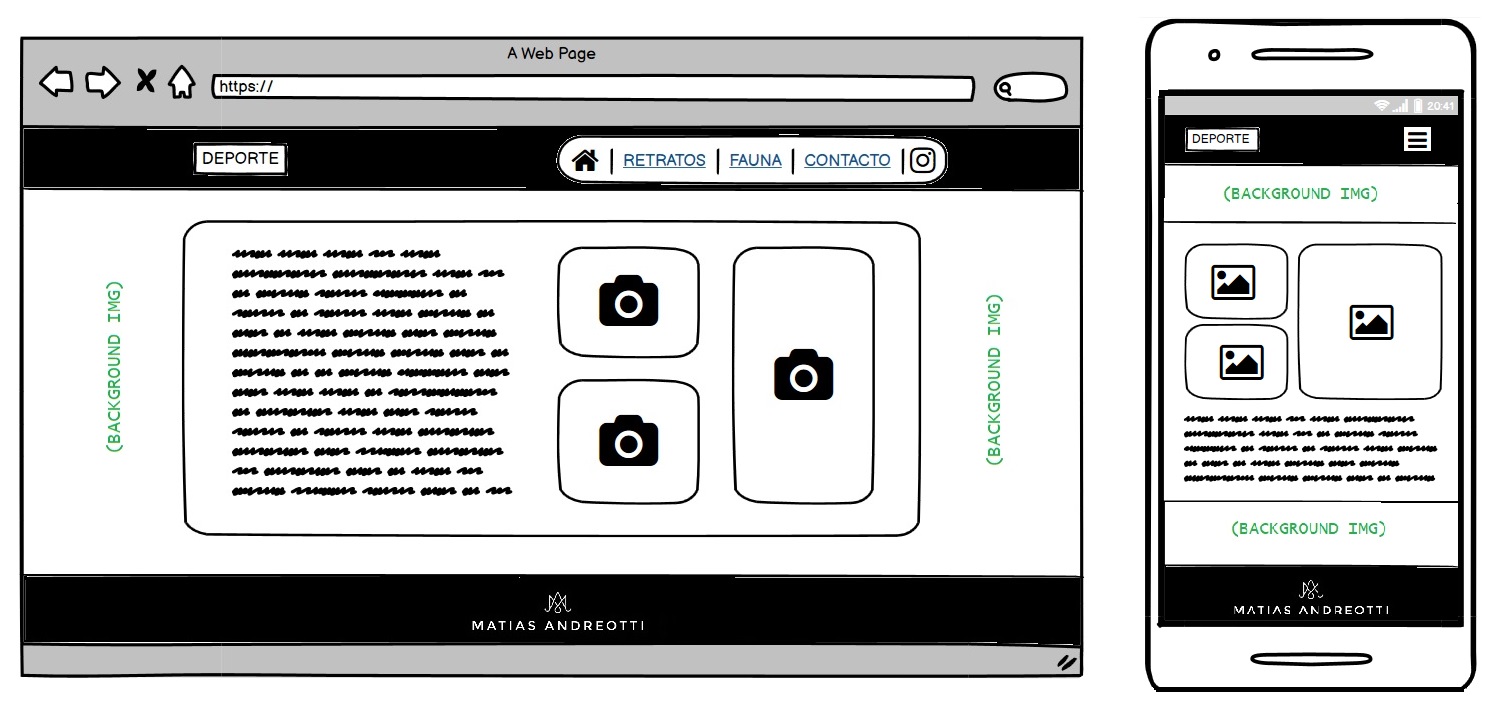 A Web Page
https://
DEPORTE
RETRATOS
FAUNA
CONTACTO
(BACKGROUND IMG)
(BACKGROUND IMG)
MATIAS ANDREOTTI
20:41
DEPORTE
(BACKGROUND IMG)
(BACKGROUND IMG)
MATIAS ANDREOTTI